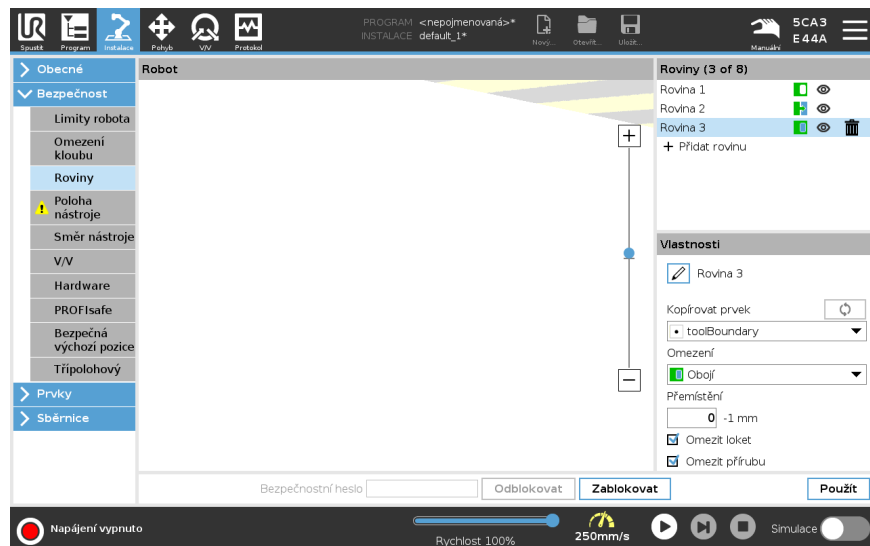 PROGRAM <nepojmenovaná>*
INSTALACE default_1*
Spustit Program Instalace Pohyb V/V Protokol
Nový... Otevřít... Uložit...
Manuální
5CA3
E44A
Obecné
Bezpečnost
Limity robota
Omezení
kloubu
Roviny
Poloha
nástroje
Směr nástroje
V/V
Hardware
PROFIsafe
Bezpečná
výchozí pozice
Třípolohový
Prvky
Sběrnice
Robot
Roviny (3 of 8)
Rovina 1
Rovina 2
Rovina 3
+ Přidat rovinu
Vlastnosti
Rovina 3
Kopírovat prvek
toolBoundary
Omezení
Obojí
Přemístění
0 -1 mm
Omezit loket
Omezit přírubu
Bezpečnostní heslo
Odblokovat
Zablokovat
Použít
Napájení vypnuto
Rychlost 100%
250mm/s
Simulace